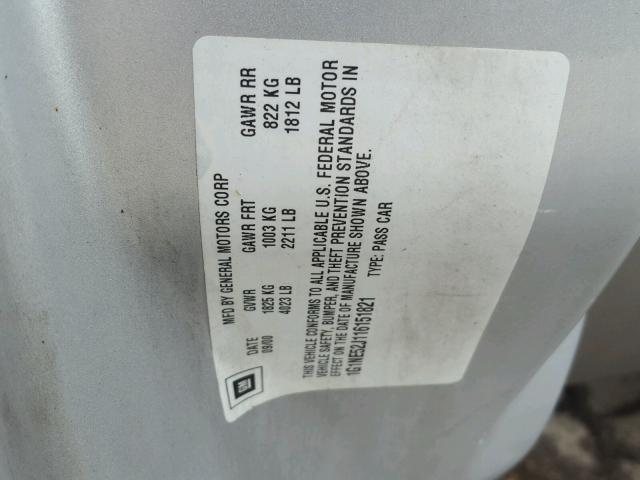 GM
MFD BY GENERAL MOTORS CORP
DATE GVWR GAWR FRT GAWR RR
09/00 1825 KG 1003 KG 822 KG
4023 LB 2211 LB 1812 LB
THIS VEHICLE CONFORMS TO ALL APPLICABLE U.S. FEDERAL MOTOR
VEHICLE SAFETY, BUMPER, AND THEFT PREVENTION STANDARDS IN
EFFECT ON THE DATE OF MANUFACTURE SHOWN ABOVE.
1G1NE52J116151821 TYPE: PASS CAR